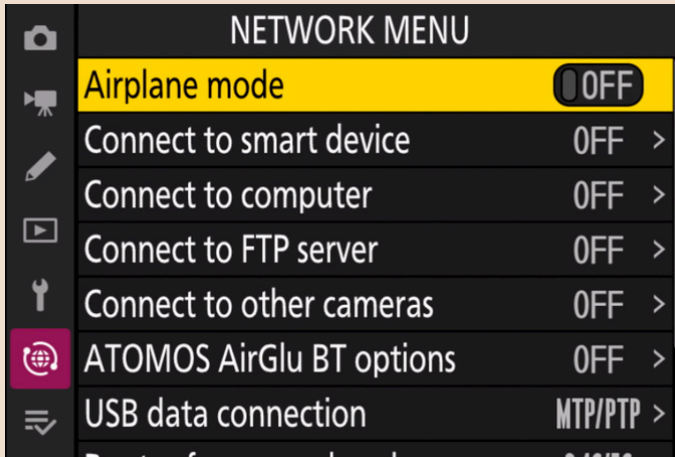 NETWORK MENU
Airplane mode OFF
Connect to smart device OFF >
Connect to computer OFF >
Connect to FTP server OFF >
Connect to other cameras OFF >
ATOMOS AirGlu BT options OFF >
USB data connection MTP/PTP >